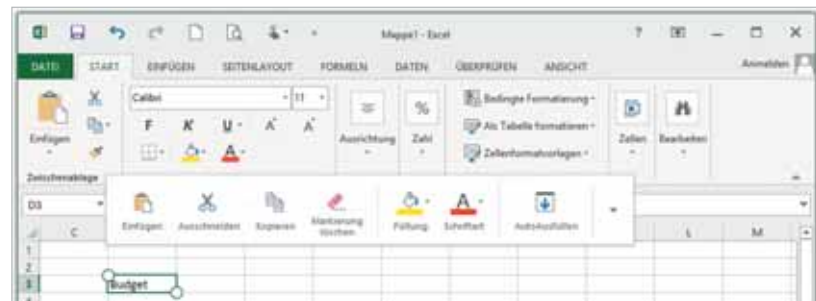 Mappe1 - Excel
?
DATEI START EINFÜGEN SEITENLAYOUT FORMELN DATEN ÜBERPRÜFEN ANSICHT Anmelden
Calibri 11
Einfügen
F K U A A
A
Ausrichtung
%
Zahl
Bedingte Formatierung
Als Tabelle formatieren
Zellenformatvorlagen
Zellen
Bearbeiten
Zwischenablage
D3
Einfügen Ausschneiden Kopieren Markierung löschen Füllung Schriftart AutoAusfüllen
C L M
1
2
3 Budget